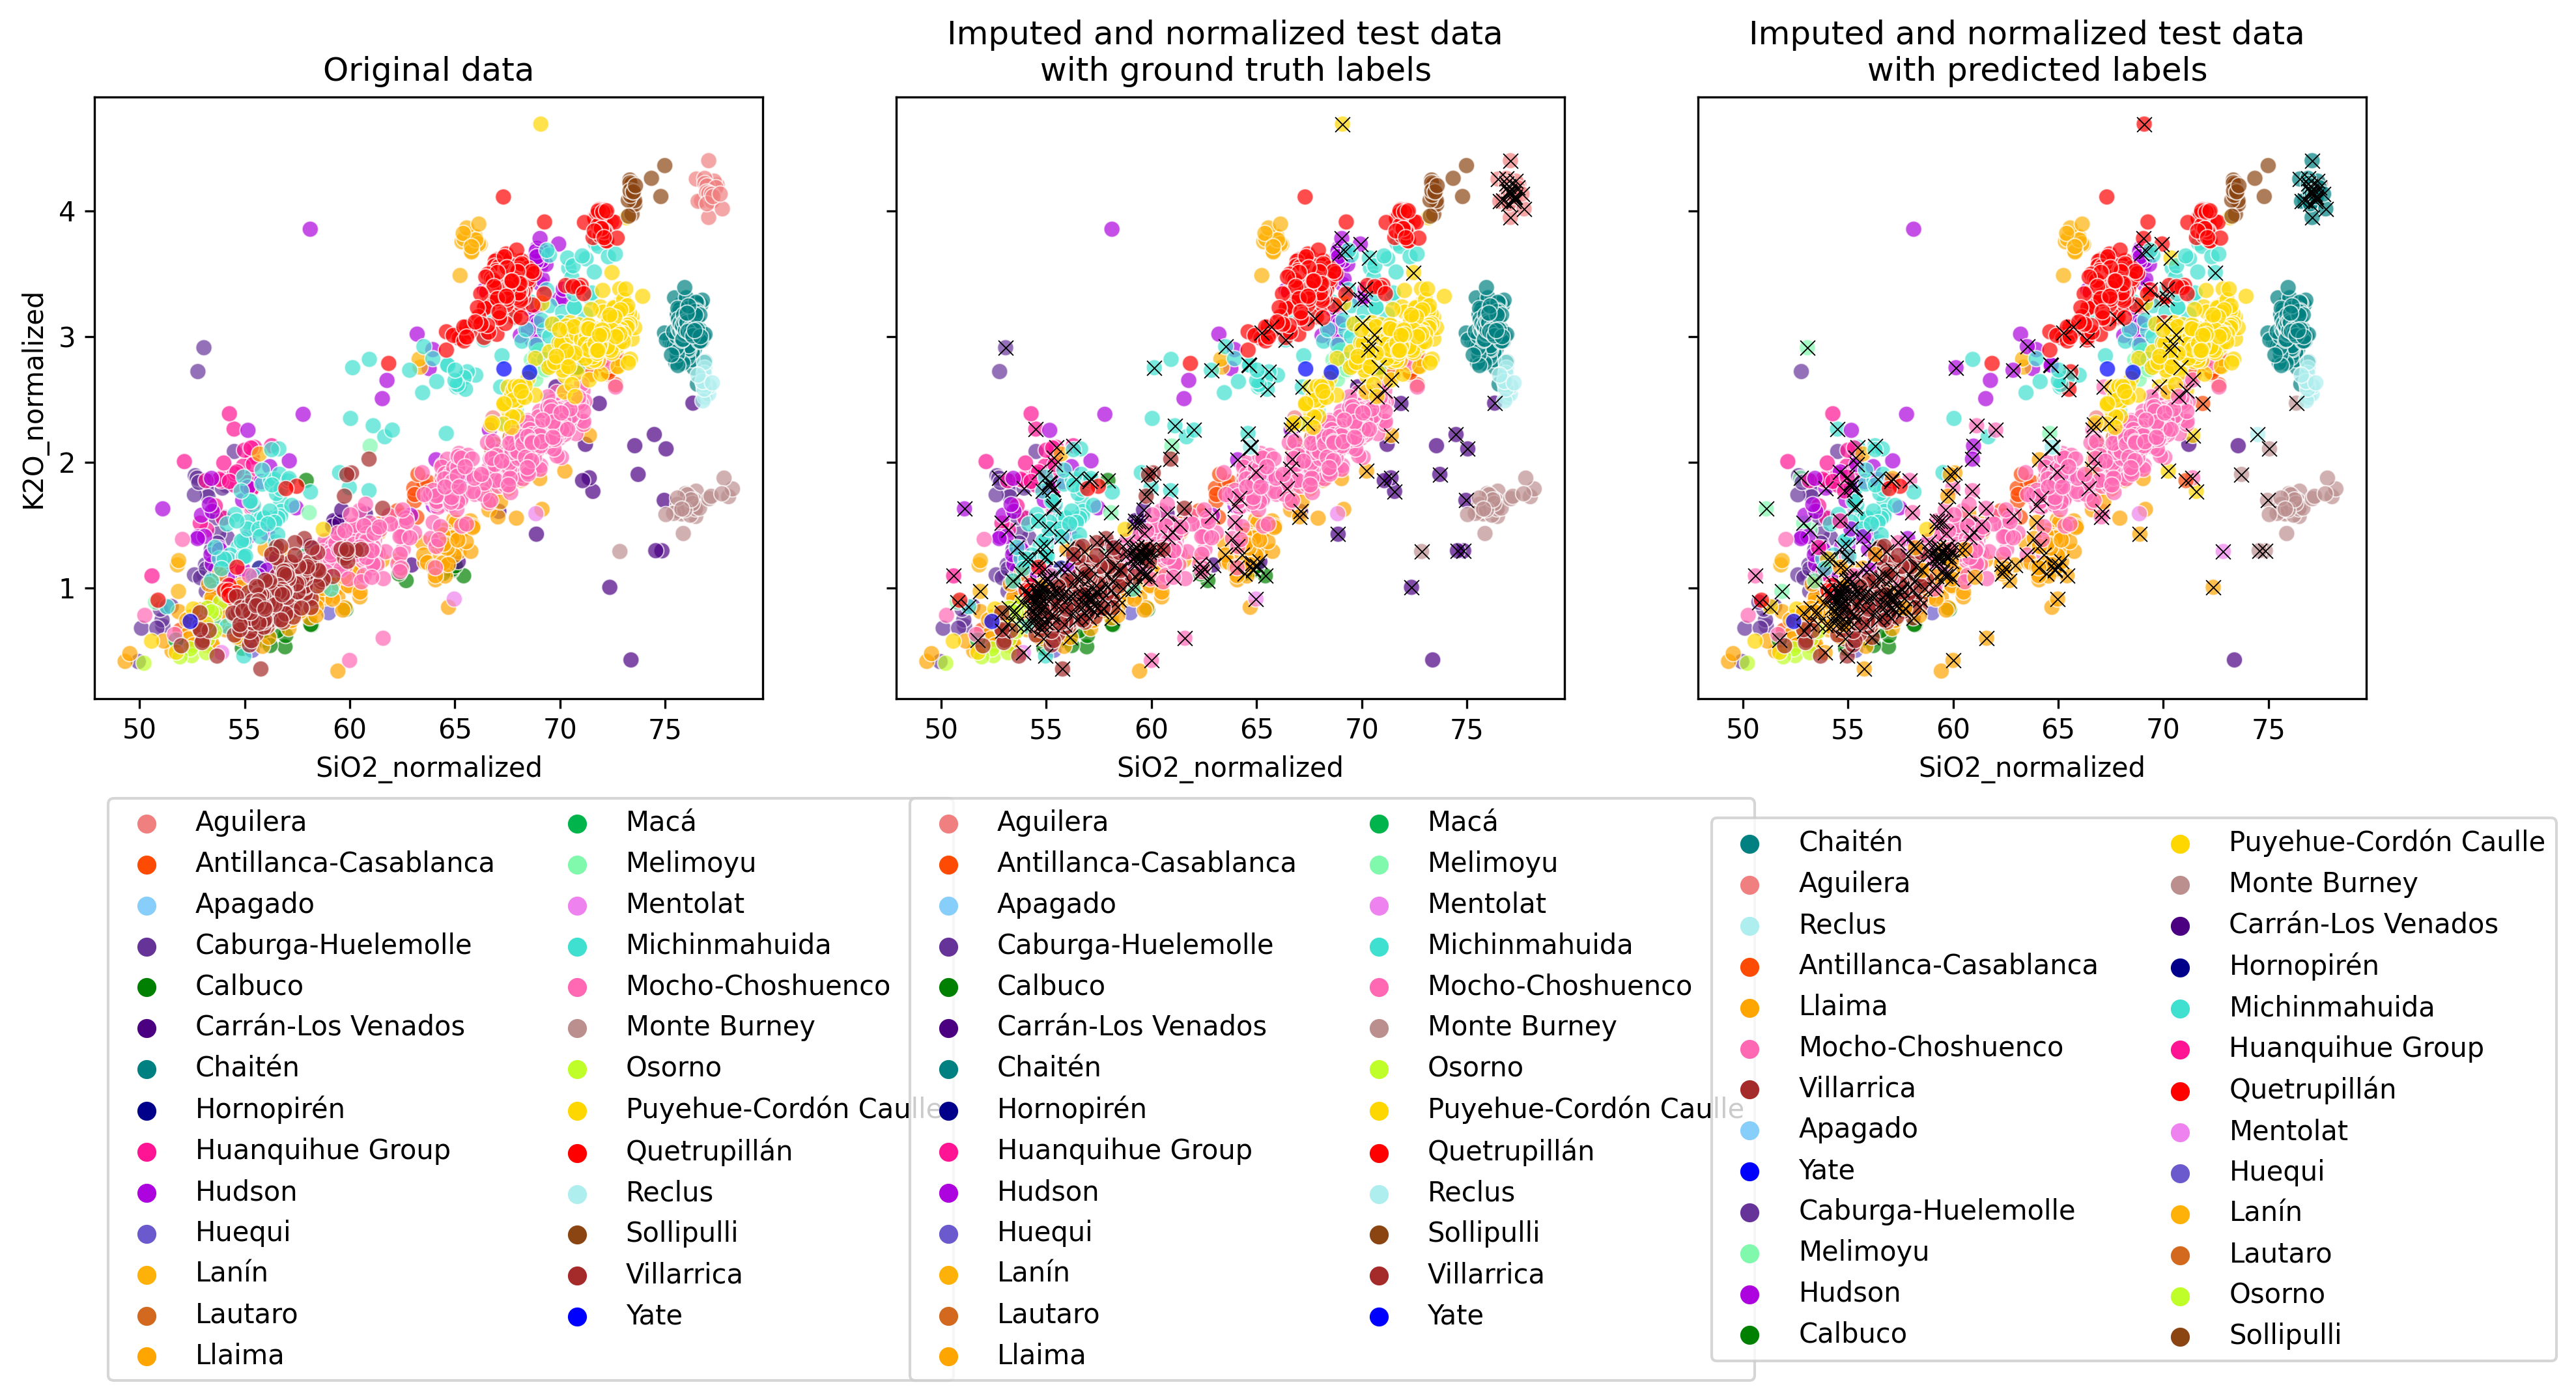 Original data
Imputed and normalized test data
with ground truth labels
Imputed and normalized test data
with predicted labels
K2O_normalized
4
3
2
1
50 55 60 65 70 75
SiO2_normalized
50 55 60 65 70 75
SiO2_normalized
50 55 60 65 70 75
SiO2_normalized
Aguilera
Antillanca-Casablanca
Apagado
Caburga-Huelemolle
Calbuco
Carrán-Los Venados
Chaitén
Hornopirén
Huanquihue Group
Hudson
Huequi
Lanín
Lautaro
Llaima
Macá
Melimoyu
Mentolat
Michinmahuida
Mocho-Choshuenco
Monte Burney
Osorno
Puyehue-Cordón Caulle
Quetrupillán
Reclus
Sollipulli
Villarrica
Yate
Aguilera
Antillanca-Casablanca
Apagado
Caburga-Huelemolle
Calbuco
Carrán-Los Venados
Chaitén
Hornopirén
Huanquihue Group
Hudson
Huequi
Lanín
Lautaro
Llaima
Macá
Melimoyu
Mentolat
Michinmahuida
Mocho-Choshuenco
Monte Burney
Osorno
Puyehue-Cordón Caulle
Quetrupillán
Reclus
Sollipulli
Villarrica
Yate
Chaitén
Aguilera
Reclus
Antillanca-Casablanca
Llaima
Mocho-Choshuenco
Villarrica
Apagado
Yate
Caburga-Huelemolle
Melimoyu
Hudson
Calbuco
Puyehue-Cordón Caulle
Monte Burney
Carrán-Los Venados
Hornopirén
Michinmahuida
Huanquihue Group
Quetrupillán
Mentolat
Huequi
Lanín
Lautaro
Osorno
Sollipulli